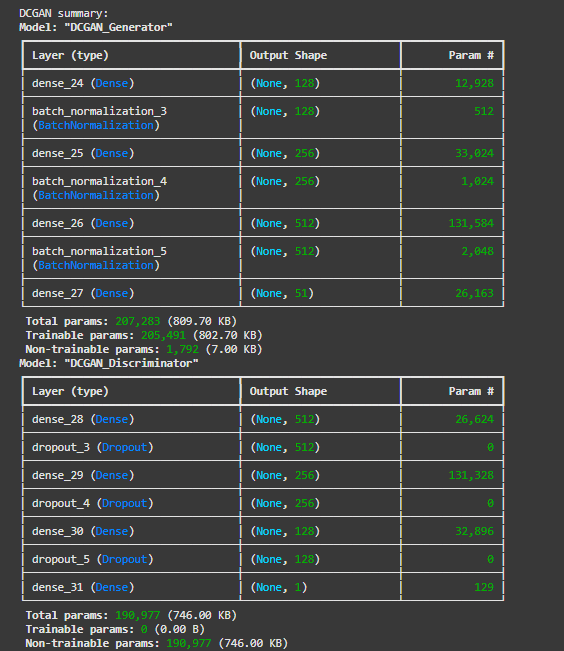 DCGAN summary:
Model: "DCGAN_Generator"
Layer (type) Output Shape Param #
dense_24 (Dense) (None, 128) 12,928
batch_normalization_3 (None, 128) 512
(BatchNormalization)
dense_25 (Dense) (None, 256) 33,024
batch_normalization_4 (None, 256) 1,024
(BatchNormalization)
dense_26 (Dense) (None, 512) 131,584
batch_normalization_5 (None, 512) 2,048
(BatchNormalization)
dense_27 (Dense) (None, 51) 26,163
Total params: 207,283 (809.70 KB)
Trainable params: 205,491 (802.70 KB)
Non-trainable params: 1,792 (7.00 KB)
Model: "DCGAN_Discriminator"
Layer (type) Output Shape Param #
dense_28 (Dense) (None, 512) 26,624
dropout_3 (Dropout) (None, 512) 0
dense_29 (Dense) (None, 256) 131,328
dropout_4 (Dropout) (None, 256) 0
dense_30 (Dense) (None, 128) 32,896
dropout_5 (Dropout) (None, 128) 0
dense_31 (Dense) (None, 1) 129
Total params: 190,977 (746.00 KB)
Trainable params: 0 (0.00 B)
Non-trainable params: 190,977 (746.00 KB)